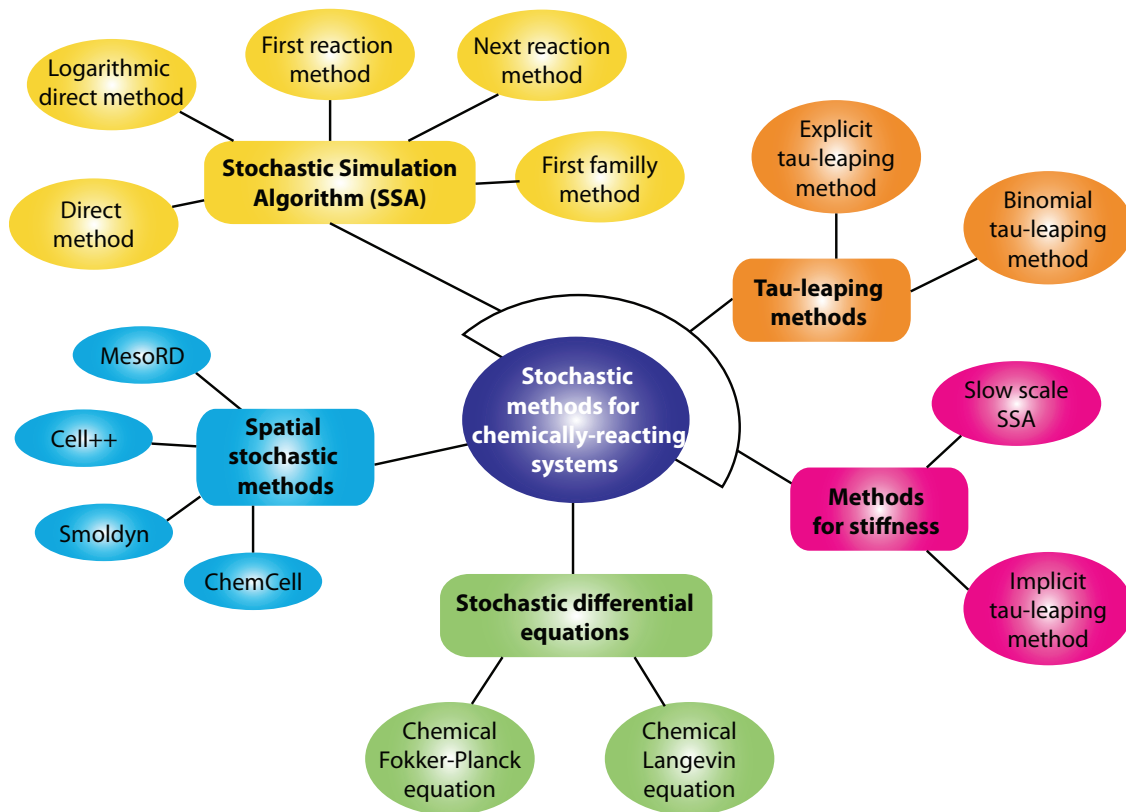 Logarithmic
direct method
First reaction
method
Next reaction
method
Direct
method
Stochastic Simulation
Algorithm (SSA)
First familly
method
Explicit
tau-leaping
method
Binomial
tau-leaping
method
Tau-leaping
methods
MesoRD
Cell++
Smoldyn
ChemCell
Spatial
stochastic
methods
Stochastic
methods for
chemically-reacting
systems
Slow scale
SSA
Methods
for stiffness
Implicit
tau-leaping
method
Stochastic differential
equations
Chemical
Fokker-Planck
equation
Chemical
Langevin
equation